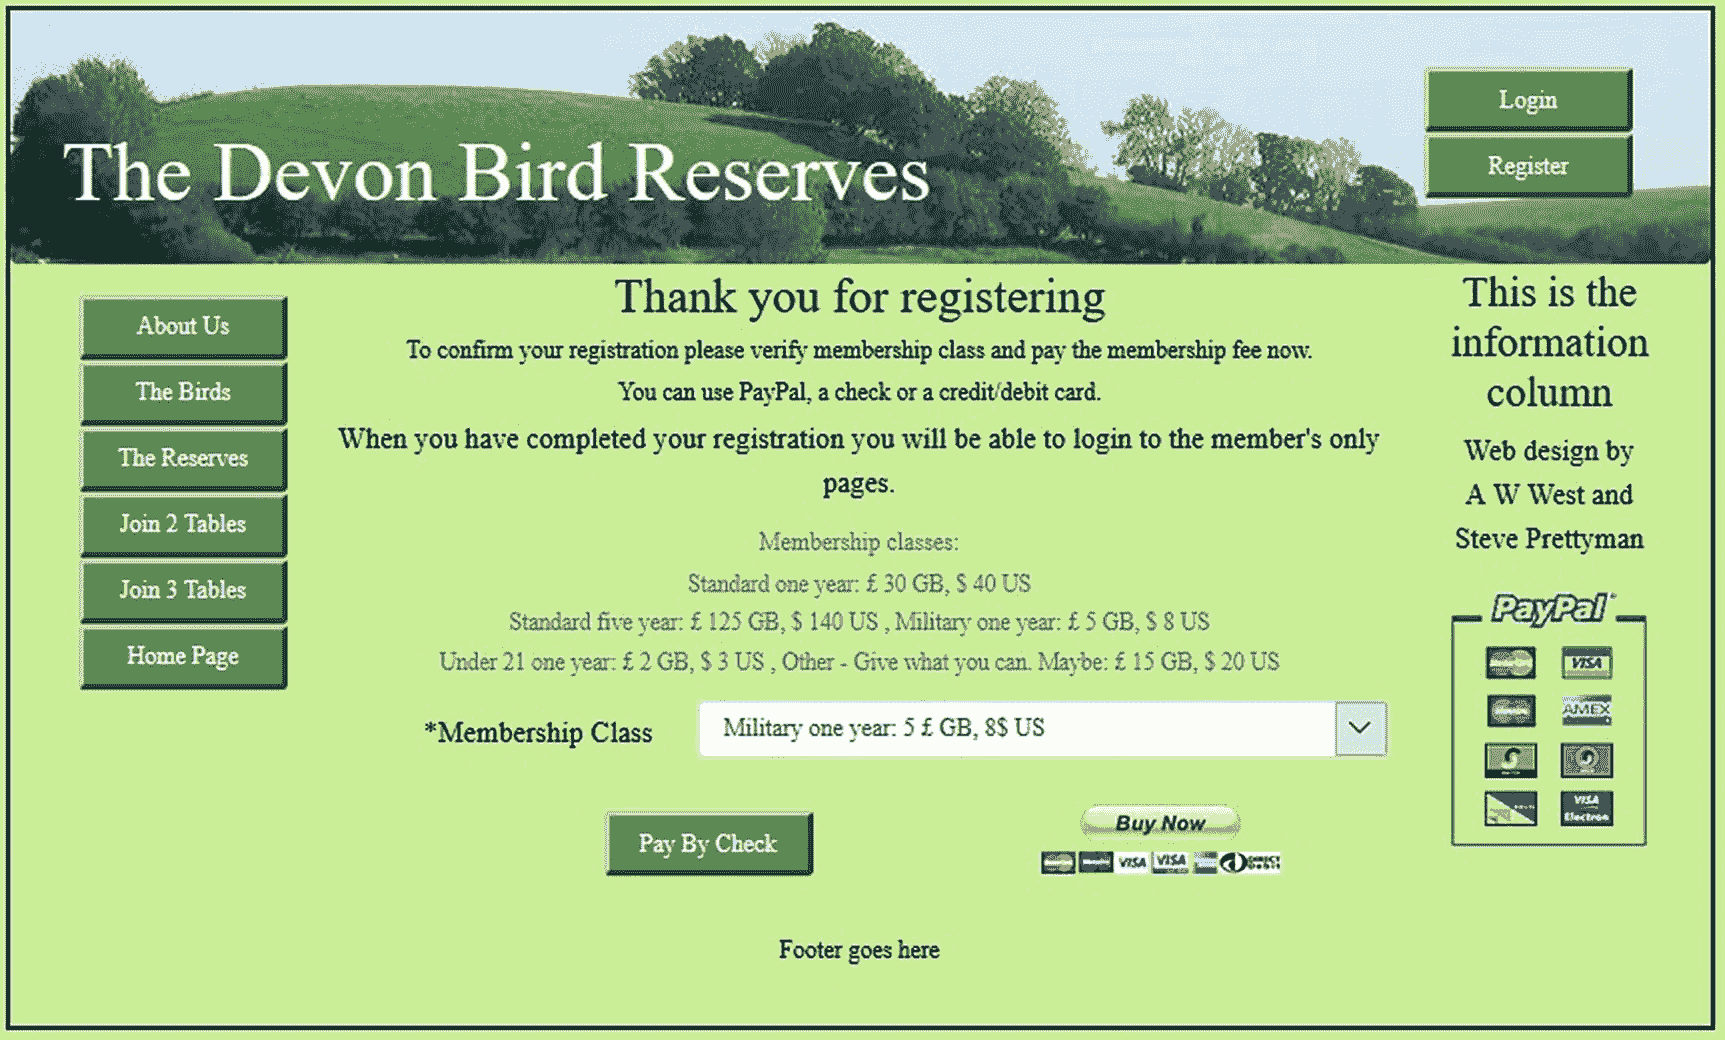 The Devon Bird Reserves
Login
Register
About Us
The Birds
The Reserves
Join 2 Tables
Join 3 Tables
Home Page
Thank you for registering
To confirm your registration please verify membership class and pay the membership fee now.
You can use PayPal, a check or a credit/debit card.
When you have completed your registration you will be able to login to the member's only
pages.
Membership classes:
Standard one year: £ 30 GB, $ 40 US
Standard five year: £ 125 GB, $ 140 US , Military one year: £ 5 GB, $ 8 US
Under 21 one year: £ 2 GB, $ 3 US , Other - Give what you can. Maybe: £ 15 GB, $ 20 US
*Membership Class
Military one year: 5 £ GB, 8$ US
Pay By Check
Buy Now
VISA
VISA
This is the
information
column
Web design by
A W West and
Steve Prettyman
PayPal
VISA
AMEX
VISA
Electron
Footer goes here